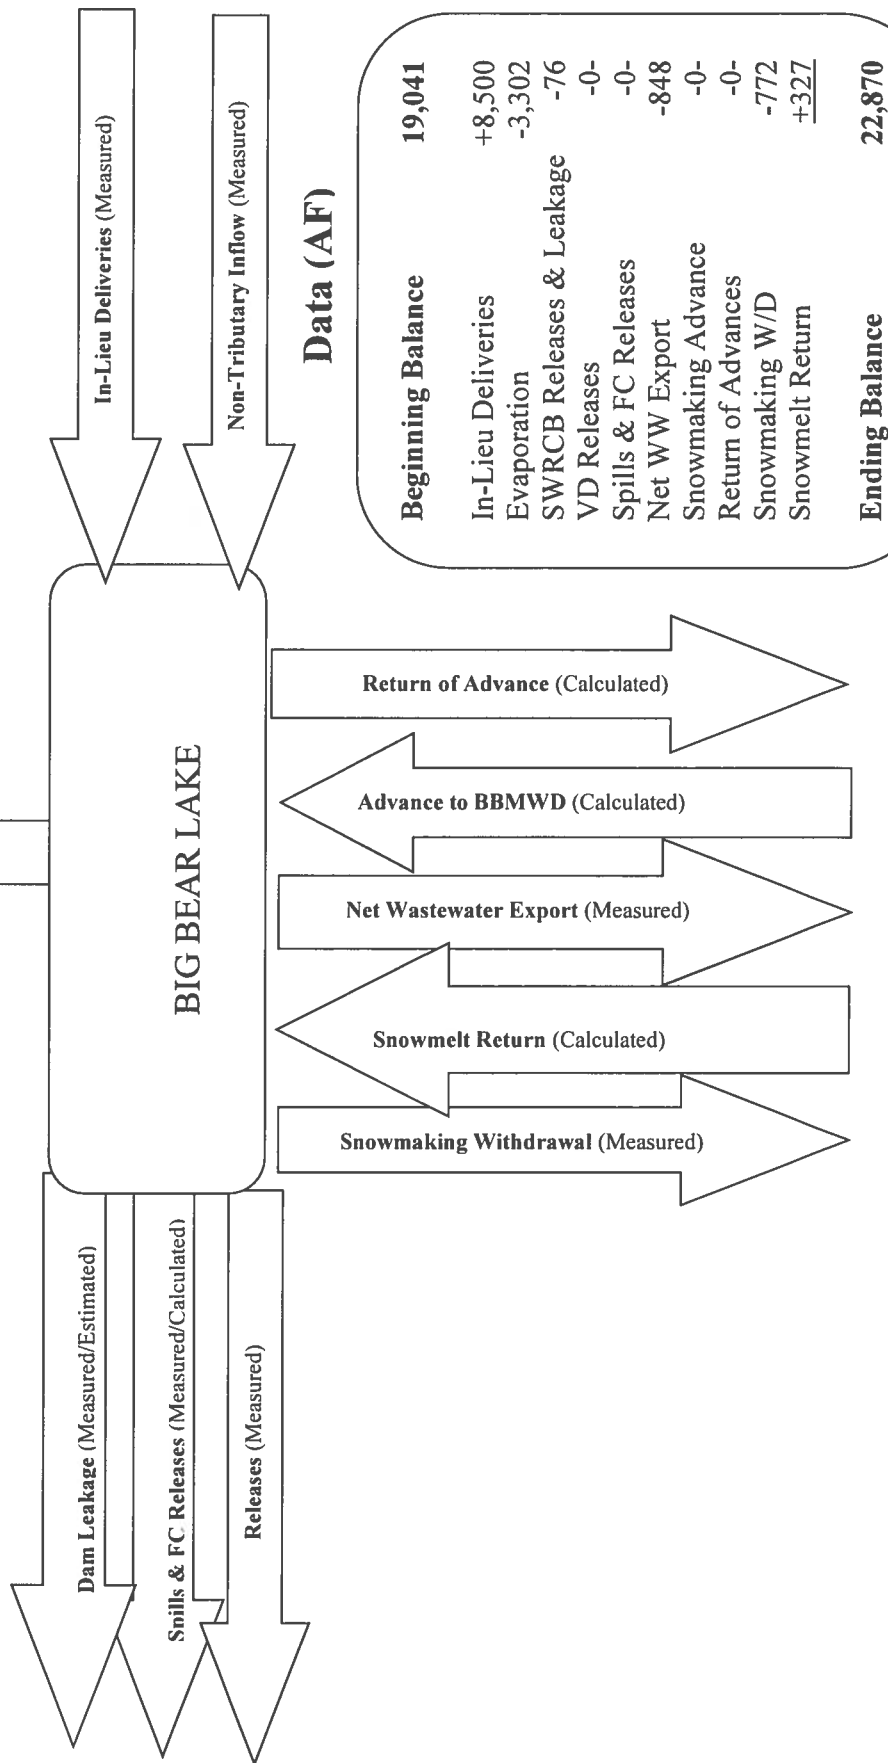 In-Lieu Deliveries (Measured)
Non-Tributary Inflow (Measured)
BIG BEAR LAKE
Dam Leakage (Measured/Estimated)
Spills & FC Releases (Measured/Calculated)
Releases (Measured)
Return of Advance (Calculated)
Advance to BBMWD (Calculated)
Net Wastewater Export (Measured)
Snowmelt Return (Calculated)
Snowmaking Withdrawal (Measured)
Data (AF)
Beginning Balance 19,041
In-Lieu Deliveries +8,500
Evaporation -3,302
SWRCB Releases & Leakage -76
VD Releases -0-
Spills & FC Releases -0-
Net WW Export -848
Snowmaking Advance -0-
Return of Advances -0-
Snowmaking W/D -772
Snowmelt Return +327
Ending Balance 22,870